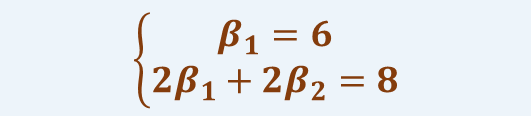 β₁ = 6
2β₁ + 2β₂ = 8